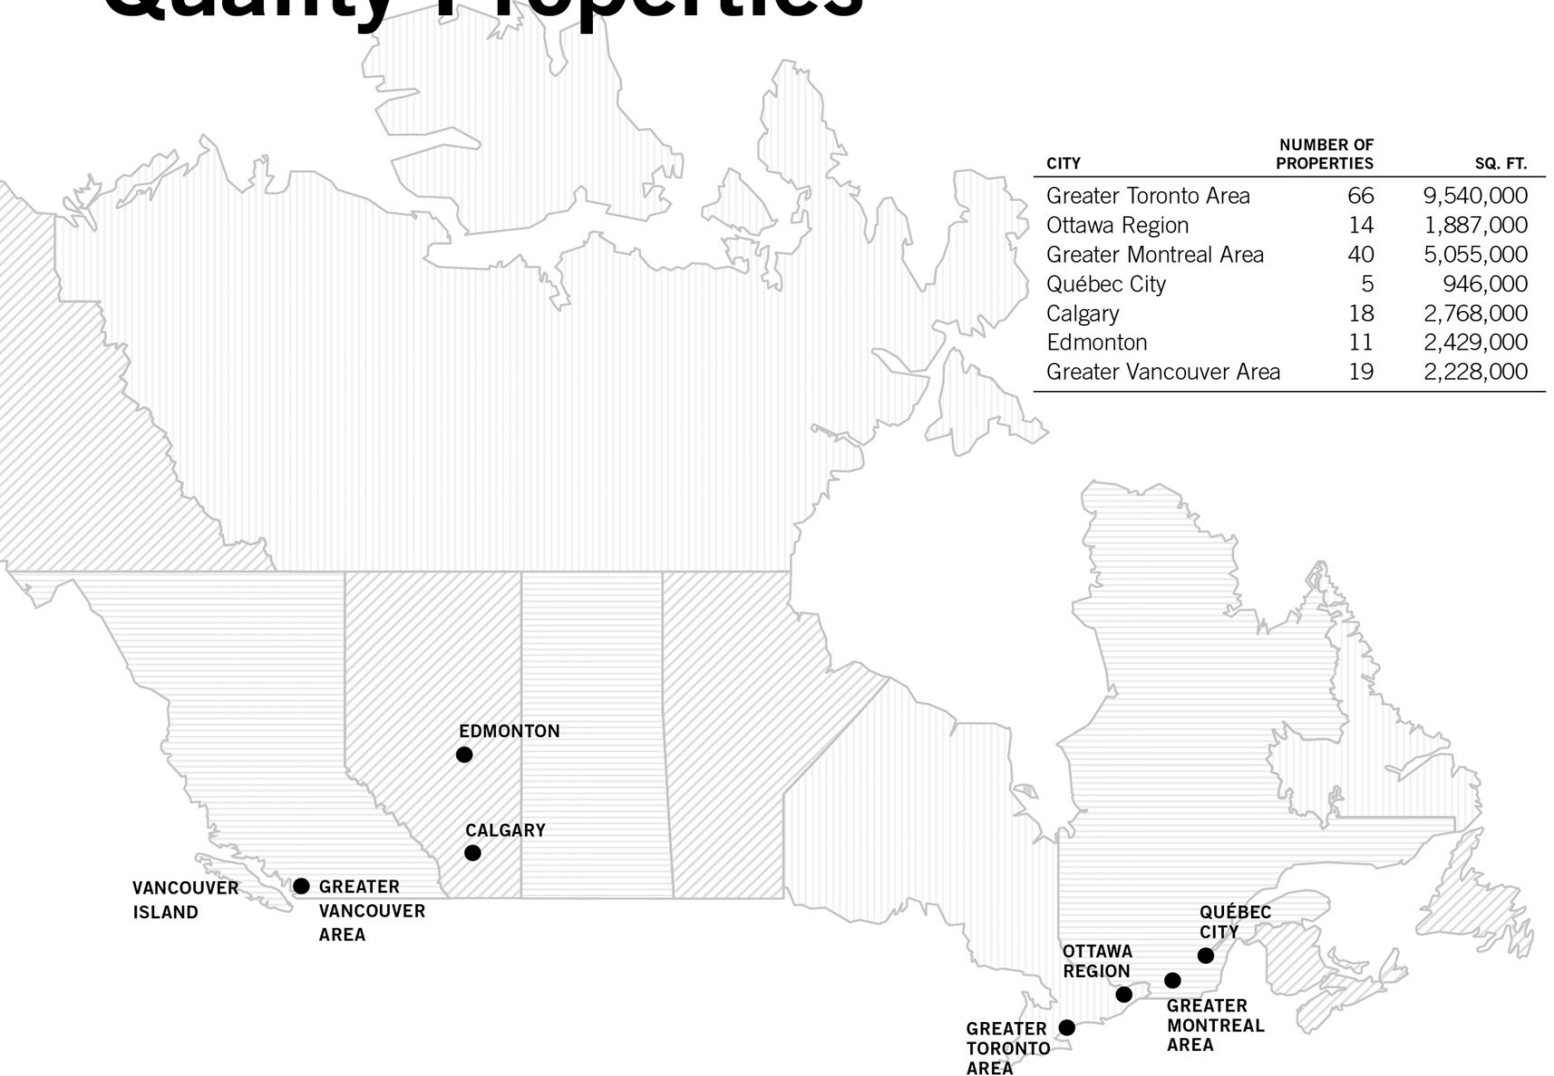 Quality Properties
CITY NUMBER OF PROPERTIES SQ. FT.
Greater Toronto Area 66 9,540,000
Ottawa Region 14 1,887,000
Greater Montreal Area 40 5,055,000
Québec City 5 946,000
Calgary 18 2,768,000
Edmonton 11 2,429,000
Greater Vancouver Area 19 2,228,000
EDMONTON
CALGARY
VANCOUVER
ISLAND
GREATER
VANCOUVER
AREA
QUÉBEC
CITY
OTTAWA
REGION
GREATER
MONTREAL
AREA
GREATER
TORONTO
AREA